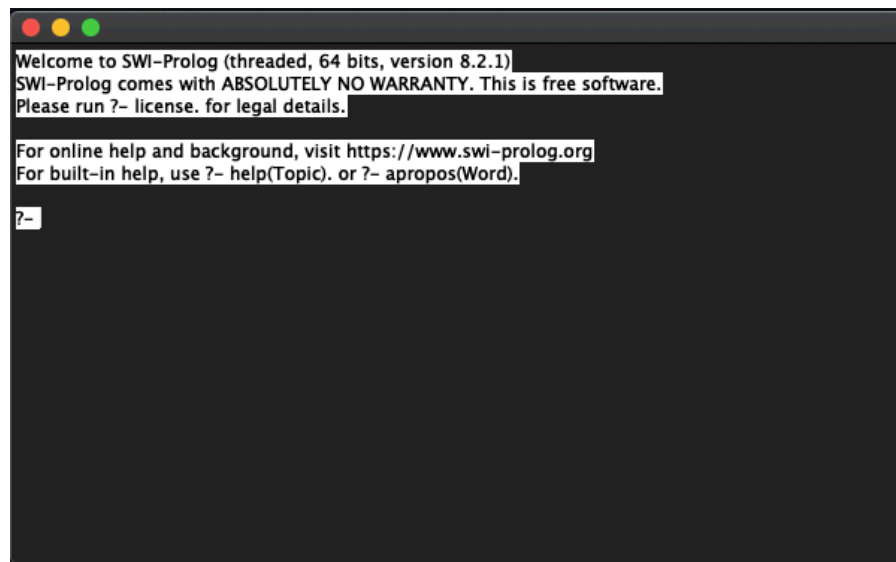 Welcome to SWI-Prolog (threaded, 64 bits, version 8.2.1)
SWI-Prolog comes with ABSOLUTELY NO WARRANTY. This is free software.
Please run ?- license. for legal details.
For online help and background, visit https://www.swi-prolog.org
For built-in help, use ?- help(Topic). or ?- apropos(Word).
?-